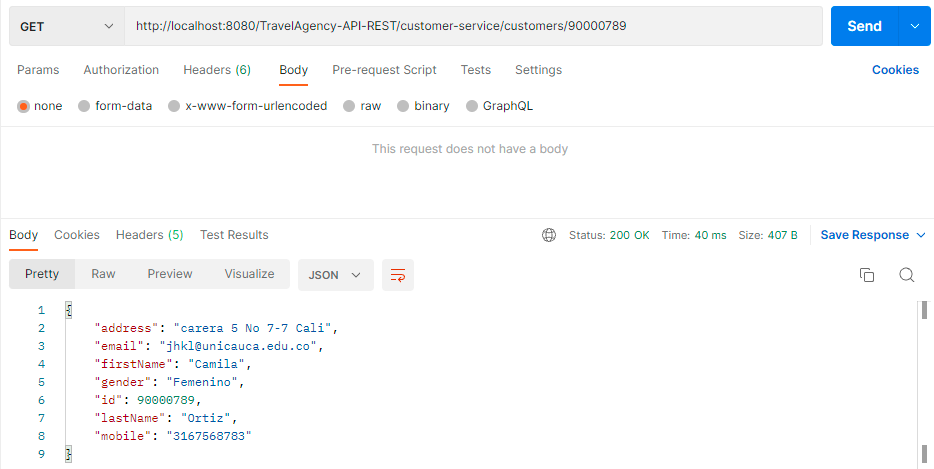 GET http://localhost:8080/TravelAgency-API-REST/customer-service/customers/90000789 Send
Params Authorization Headers (6) Body Pre-request Script Tests Settings Cookies
none form-data x-www-form-urlencoded raw binary GraphQL
This request does not have a body
Body Cookies Headers (5) Test Results Status: 200 OK Time: 40 ms Size: 407 B Save Response
Pretty Raw Preview Visualize JSON
1 {
2 "address": "carera 5 No 7-7 Cali",
3 "email": "jhkl@unicauca.edu.co",
4 "firstName": "Camila",
5 "gender": "Femenino",
6 "id": 90000789,
7 "lastName": "Ortiz",
8 "mobile": "3167568783"
9 }